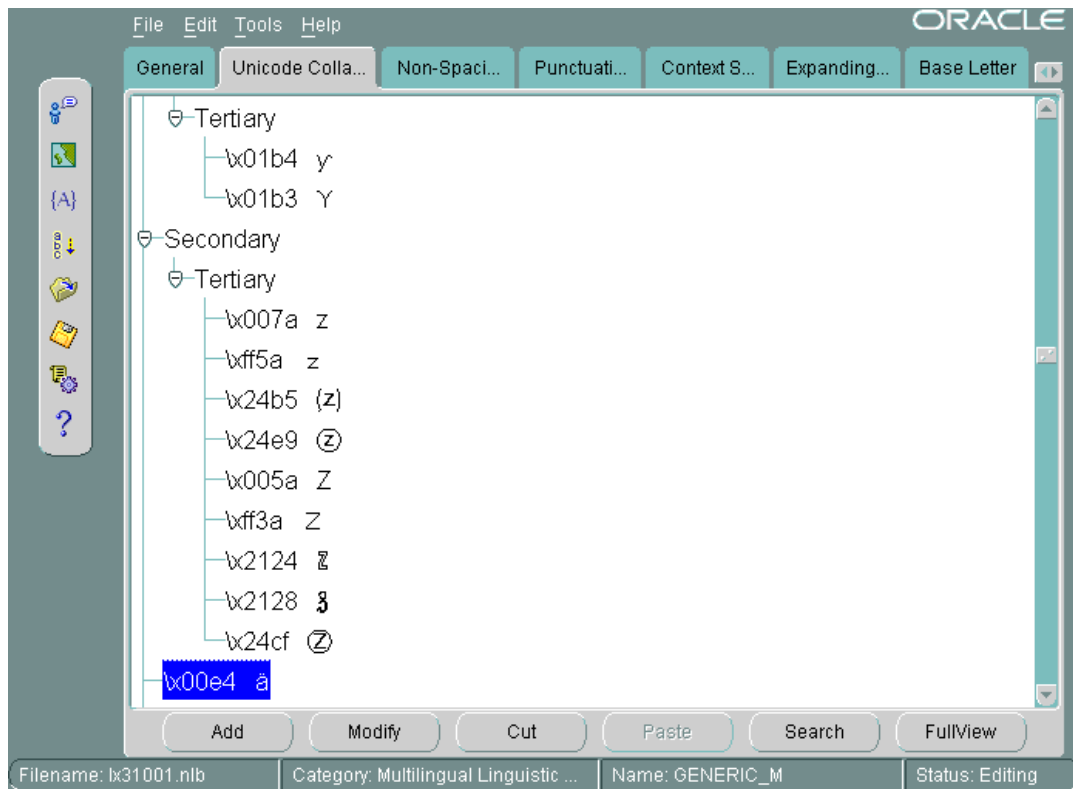 File Edit Tools Help ORACLE
General Unicode Colla... Non-Spaci... Punctuati... Context S... Expanding... Base Letter
Tertiary
\x01b4 ƴ
\x01b3 Ƴ
Secondary
Tertiary
\x007a z
\xff5a ｚ
\x24b5 ⒵
\x24e9 ⓩ
\x005a Z
\xff3a Ｚ
\x2124 ℤ
\x2128 ℨ
\x24cf Ⓩ
\x00e4 ä
{A}
a
b
c
?
Add Modify Cut Paste Search FullView
Filename: lx31001.nlb Category: Multilingual Linguistic ... Name: GENERIC_M Status: Editing